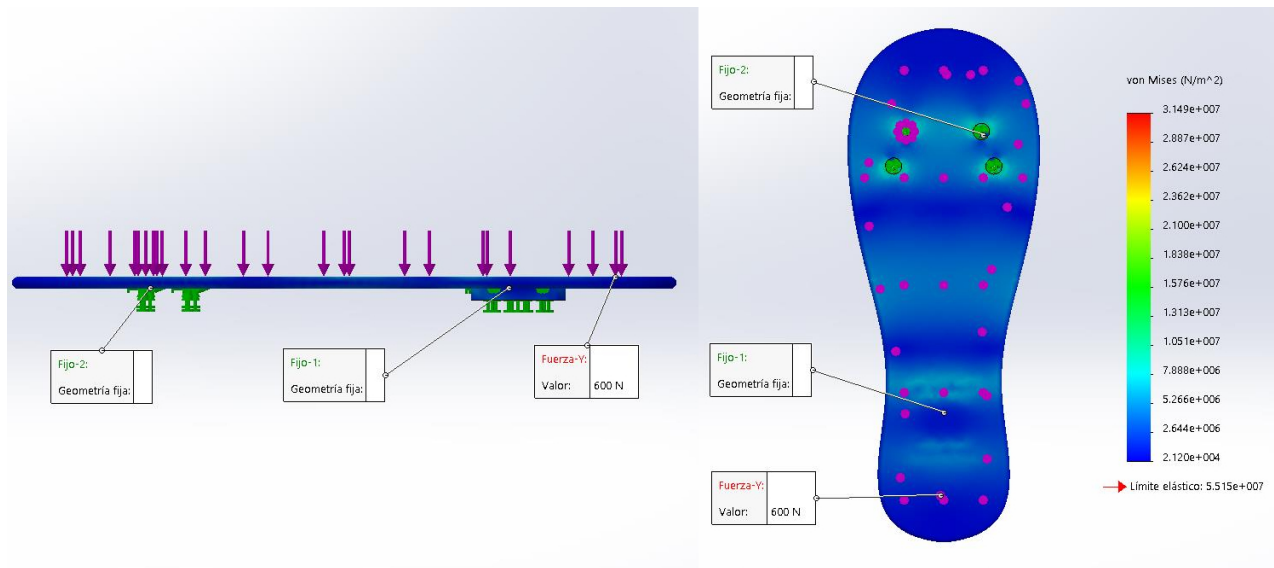 Fijo-2:
Geometría fija:
Fijo-1:
Geometría fija:
Fuerza-Y:
Valor:
600 N
Fijo-2:
Geometría fija:
Fijo-1:
Geometría fija:
Fuerza-Y:
Valor:
600 N
von Mises (N/m^2)
3.149e+007
2.887e+007
2.624e+007
2.362e+007
2.100e+007
1.838e+007
1.576e+007
1.313e+007
1.051e+007
7.888e+006
5.266e+006
2.644e+006
2.120e+004
Límite elástico: 5.515e+007